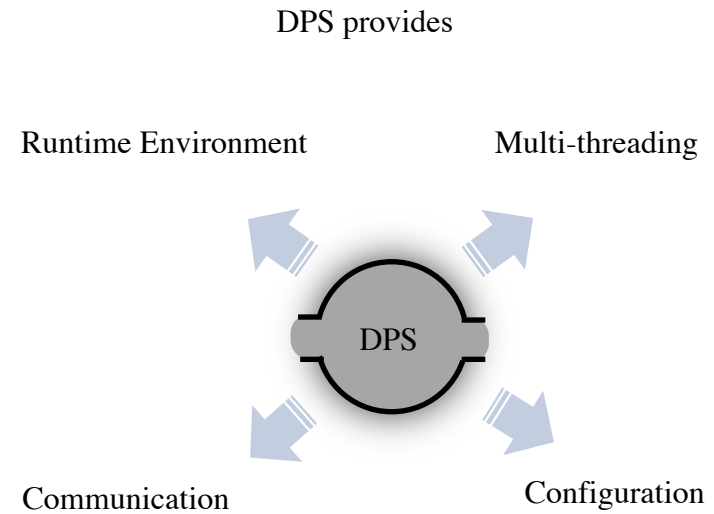 DPS provides
Runtime Environment
Multi-threading
DPS
Communication
Configuration